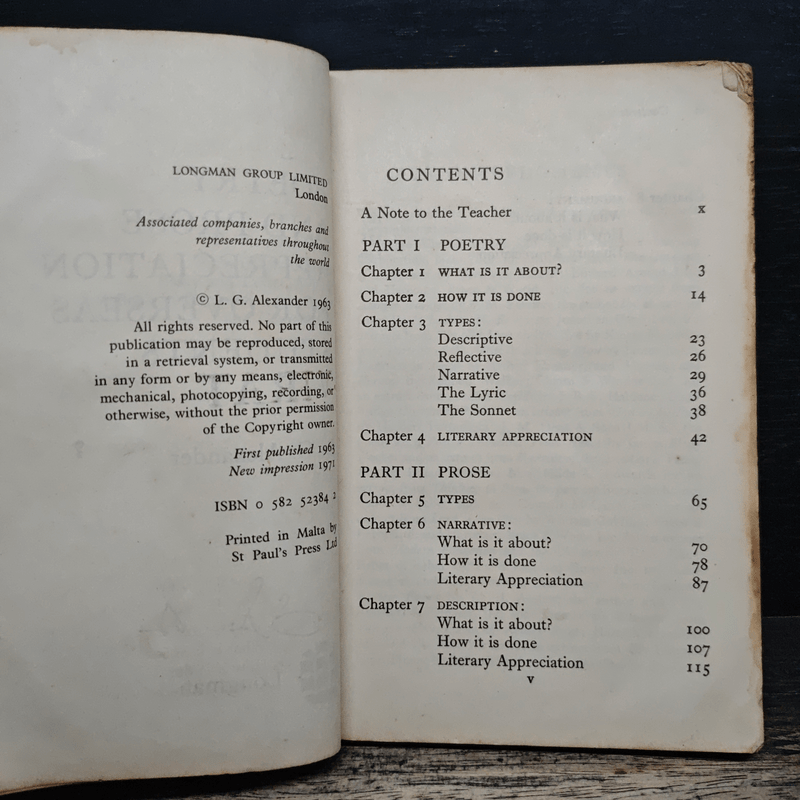 LONGMAN GROUP LIMITED
London
Associated companies, branches and
representatives throughout
the world
© L. G. Alexander 1963
All rights reserved. No part of this
publication may be reproduced, stored
in a retrieval system, or transmitted
in any form or by any means, electronic,
mechanical, photocopying, recording, or
otherwise, without the prior permission
of the Copyright owner.
First published 1963
New impression 1971
ISBN 0 582 52384 2
Printed in Malta by
St Paul's Press Ltd
CONTENTS
A Note to the Teacher x
PART I POETRY
Chapter 1 WHAT IS IT ABOUT? 3
Chapter 2 HOW IT IS DONE 14
Chapter 3 TYPES:
Descriptive 23
Reflective 26
Narrative 29
The Lyric 36
The Sonnet 38
Chapter 4 LITERARY APPRECIATION 42
PART II PROSE
Chapter 5 TYPES 65
Chapter 6 NARRATIVE:
What is it about? 70
How it is done 78
Literary Appreciation 87
Chapter 7 DESCRIPTION:
What is it about? 100
How it is done 107
Literary Appreciation 115
v